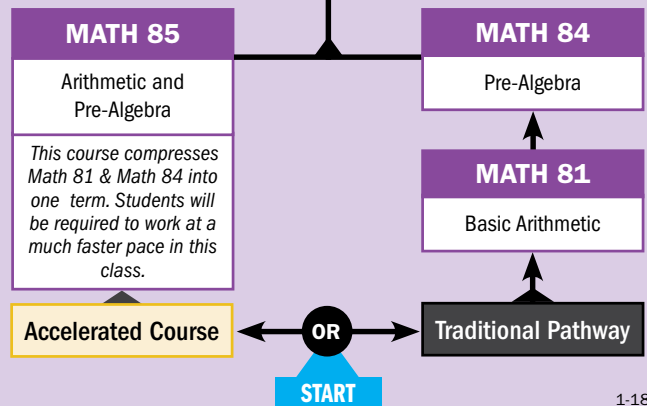 MATH 85
Arithmetic and
Pre-Algebra
This course compresses
Math 81 & Math 84 into
one term. Students will
be required to work at a
much faster pace in this
class.
MATH 84
Pre-Algebra
MATH 81
Basic Arithmetic
Accelerated Course
OR
Traditional Pathway
START
1-18